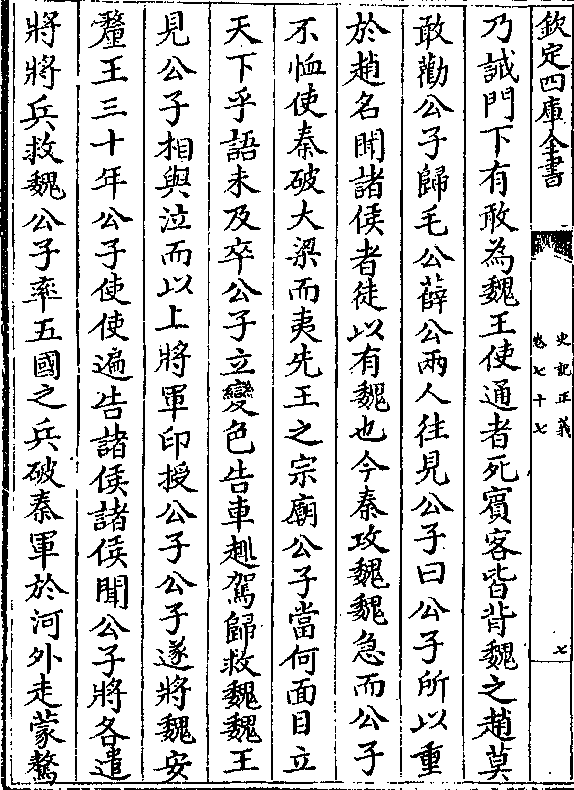 欽定四庫全書
史記正義
卷七十七
七
乃誡門下有敢為魏王使通者死賓客皆背魏之趙莫
敢勸公子歸毛公薛公兩人往見公子曰公子所以重
於趙名聞諸侯者徒以有魏也今秦攻魏魏急而公子
不恤使秦破大梁而夷先王之宗廟公子當何面目立
天下乎語未及卒公子立變色告車趣駕歸救魏魏王
見公子相與泣而以上將軍印授公子公子遂將魏安
釐王三十年公子使使遍告諸侯諸侯聞公子將各遣
將將兵救魏公子率五國之兵破秦軍於河外走蒙驁